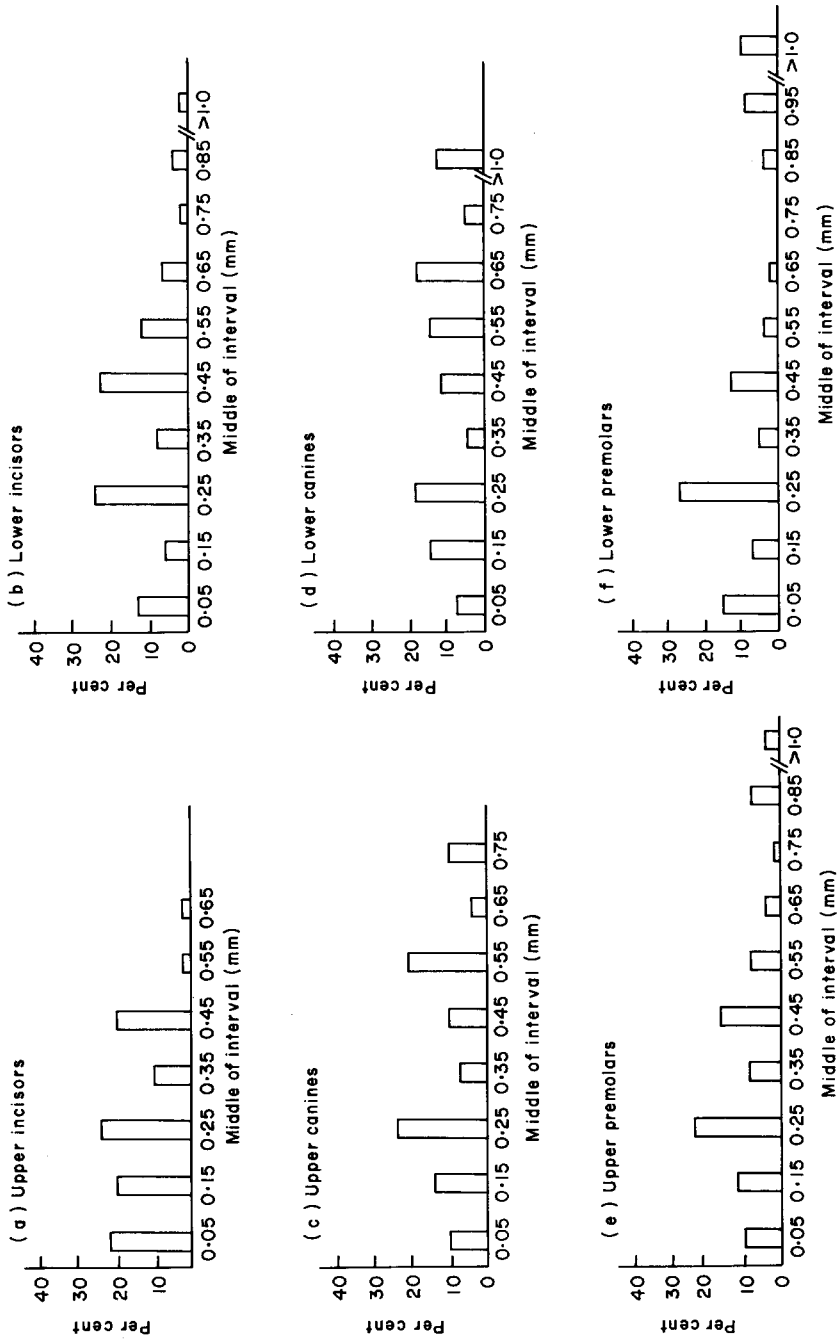 (a) Upper incisors
Per cent
40
30
20
10
0·05 0·15 0·25 0·35 0·45 0·55 0·65
Middle of interval (mm)
(b) Lower incisors
Per cent
40
30
20
10
0
0·05 0·15 0·25 0·35 0·45 0·55 0·65 0·75 0·85 >1·0
Middle of interval (mm)
(c) Upper canines
Per cent
40
30
20
10
0
0·05 0·15 0·25 0·35 0·45 0·55 0·65 0·75
Middle of interval (mm)
(d) Lower canines
Per cent
40
30
20
10
0
0·05 0·15 0·25 0·35 0·45 0·55 0·65 0·75 >1·0
Middle of interval (mm)
(e) Upper premolars
Per cent
40
30
20
10
0
0·05 0·15 0·25 0·35 0·45 0·55 0·65 0·75 0·85 >1·0
Middle of interval (mm)
(f) Lower premolars
Per cent
40
30
20
10
0
0·05 0·15 0·25 0·35 0·45 0·55 0·65 0·75 0·85 0·95 >1·0
Middle of interval (mm)